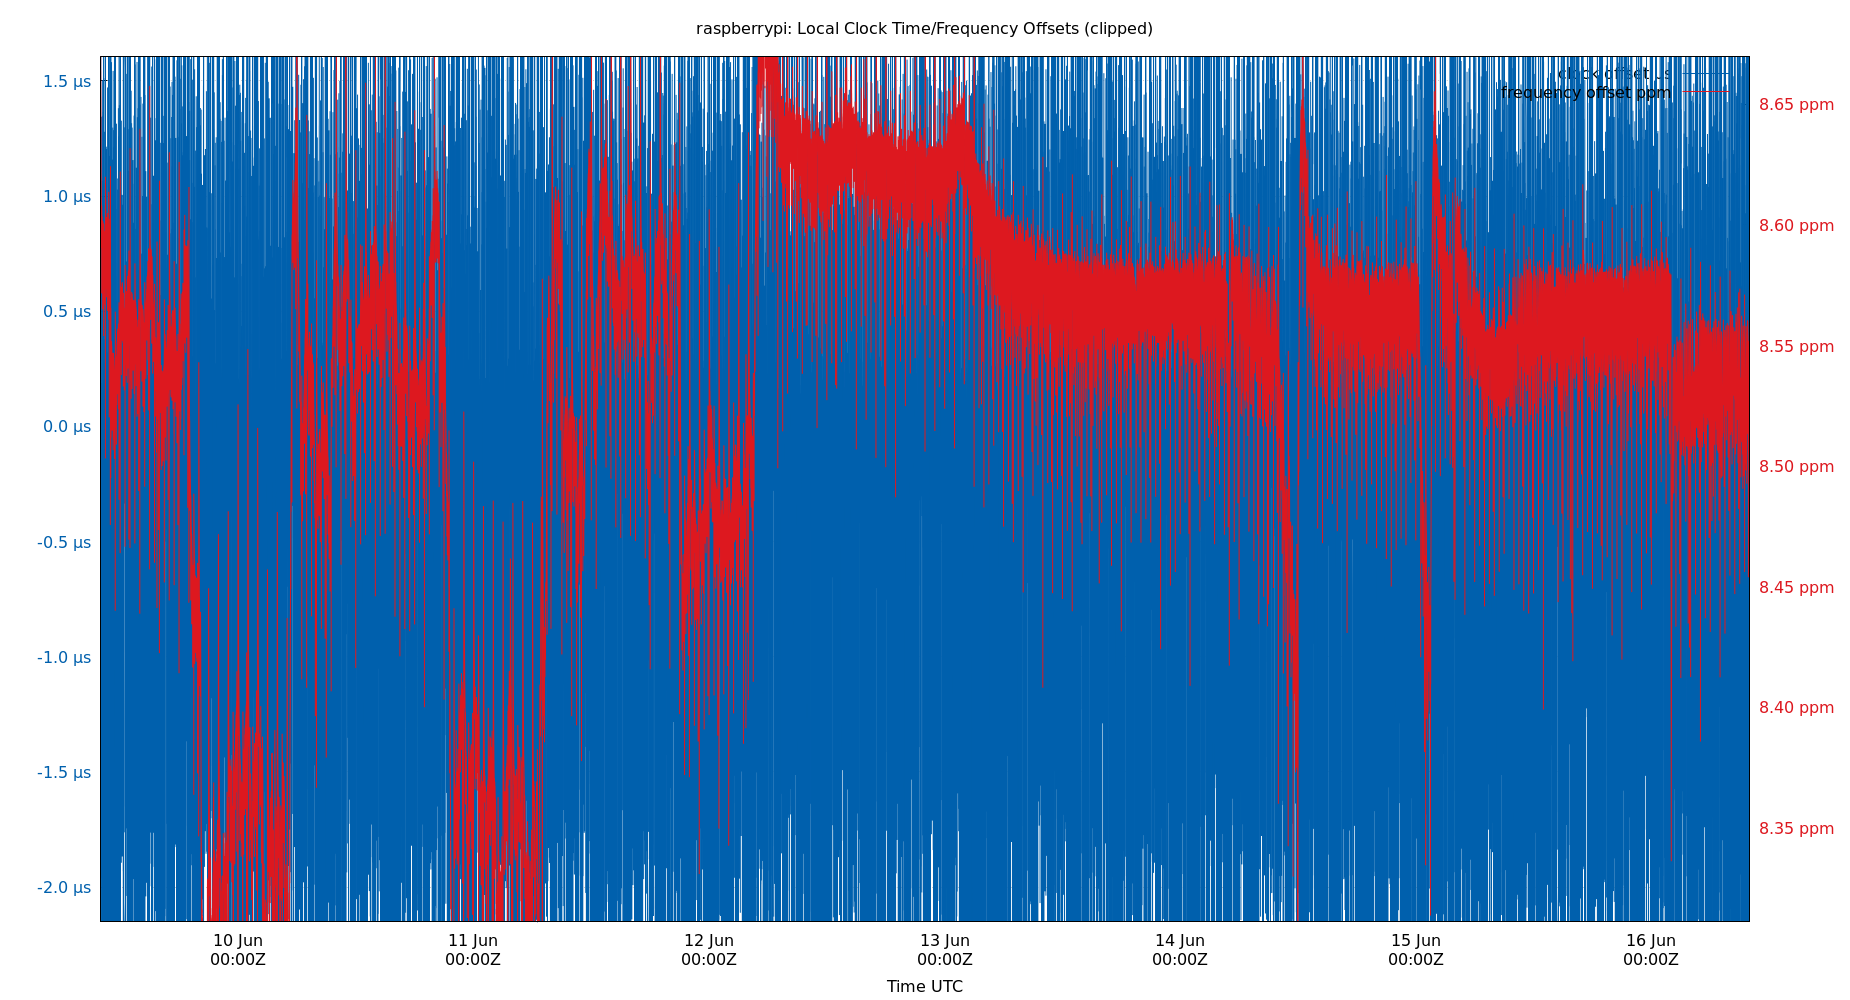 raspberrypi: Local Clock Time/Frequency Offsets (clipped)
clock offset µs
frequency offset ppm
1.5 µs
1.0 µs
0.5 µs
0.0 µs
-0.5 µs
-1.0 µs
-1.5 µs
-2.0 µs
8.65 ppm
8.60 ppm
8.55 ppm
8.50 ppm
8.45 ppm
8.40 ppm
8.35 ppm
10 Jun 11 Jun 12 Jun 13 Jun 14 Jun 15 Jun 16 Jun
00:00Z 00:00Z 00:00Z 00:00Z 00:00Z 00:00Z 00:00Z
Time UTC